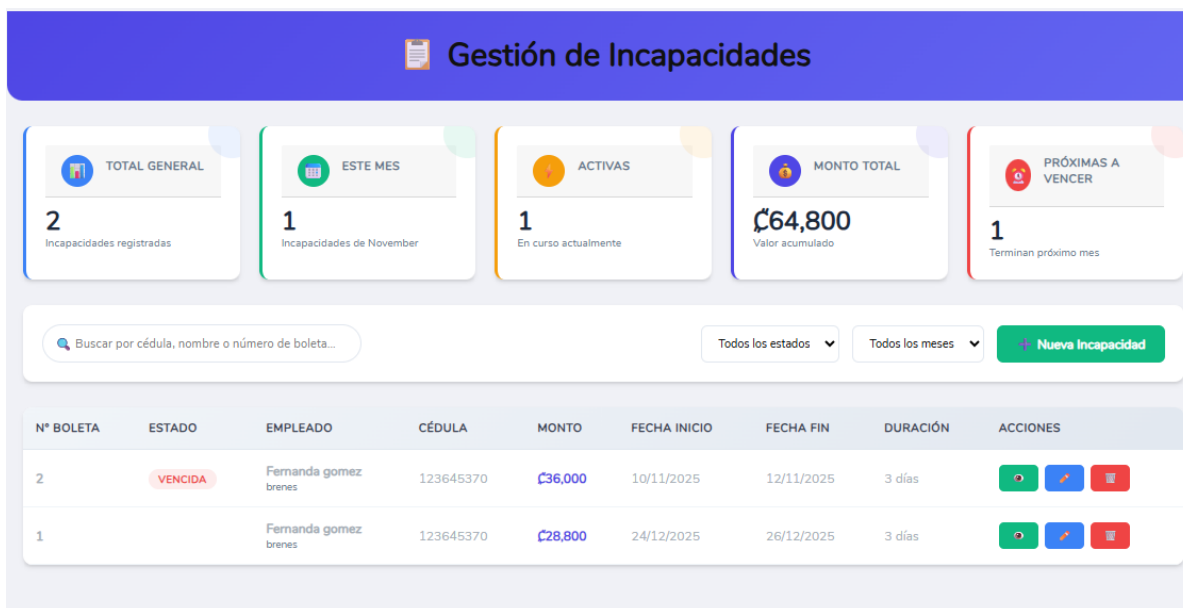 Gestión de Incapacidades
TOTAL GENERAL
2
Incapacidades registradas
ESTE MES
1
Incapacidades de November
ACTIVAS
1
En curso actualmente
MONTO TOTAL
₡64,800
Valor acumulado
PRÓXIMAS A
VENCER
1
Terminan próximo mes
Buscar por cédula, nombre o número de boleta...
Todos los estados
Todos los meses
Nueva Incapacidad
N° BOLETA ESTADO EMPLEADO CÉDULA MONTO FECHA INICIO FECHA FIN DURACIÓN ACCIONES
2 VENCIDA Fernanda gomez 123645370 ₡36,000 10/11/2025 12/11/2025 3 días
brenes
1 Fernanda gomez 123645370 ₡28,800 24/12/2025 26/12/2025 3 días
brenes